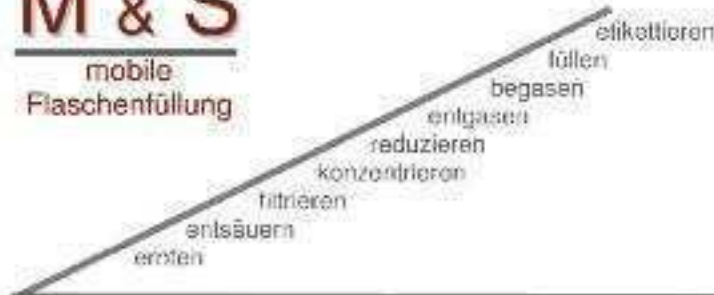 M & S
mobile
Flaschenfüllung
etikettieren
füllen
begasen
entgasen
reduzieren
konzentrieren
filtrieren
entsäuern
ernten